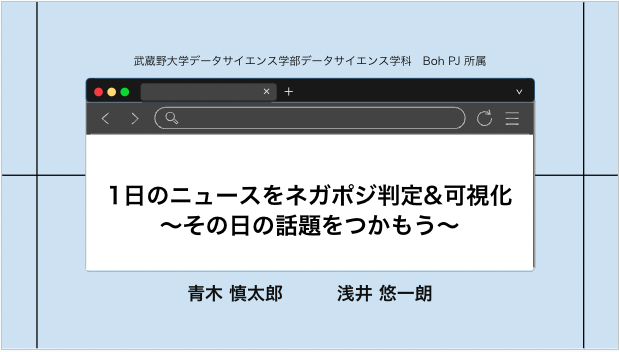 武蔵野大学データサイエンス学部データサイエンス学科　Boh PJ 所属
1日のニュースをネガポジ判定&可視化
〜その日の話題をつかもう〜
青木 慎太郎　浅井 悠一朗